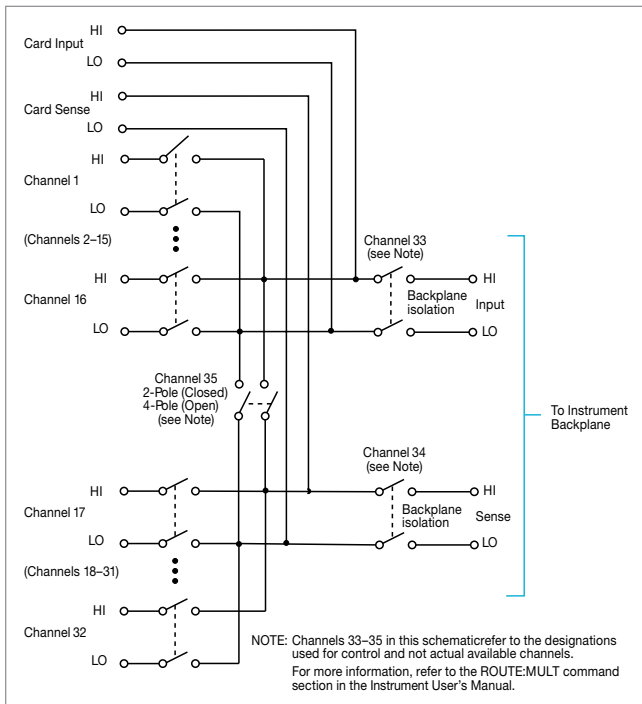 HI
Card Input
LO
HI
Card Sense
LO
HI
Channel 1
LO
(Channels 2–15)
HI
Channel 16
LO
Channel 33
(see Note)
Backplane
isolation
HI
Input
LO
Channel 35
2-Pole (Closed)
4-Pole (Open)
(see Note)
To Instrument
Backplane
HI
Channel 17
LO
(Channels 18–31)
HI
Channel 32
LO
Channel 34
(see Note)
Backplane
isolation
HI
Sense
LO
NOTE: Channels 33–35 in this schematicrefer to the designations
used for control and not actual available channels.
For more information, refer to the ROUTE:MULT command
section in the Instrument User's Manual.